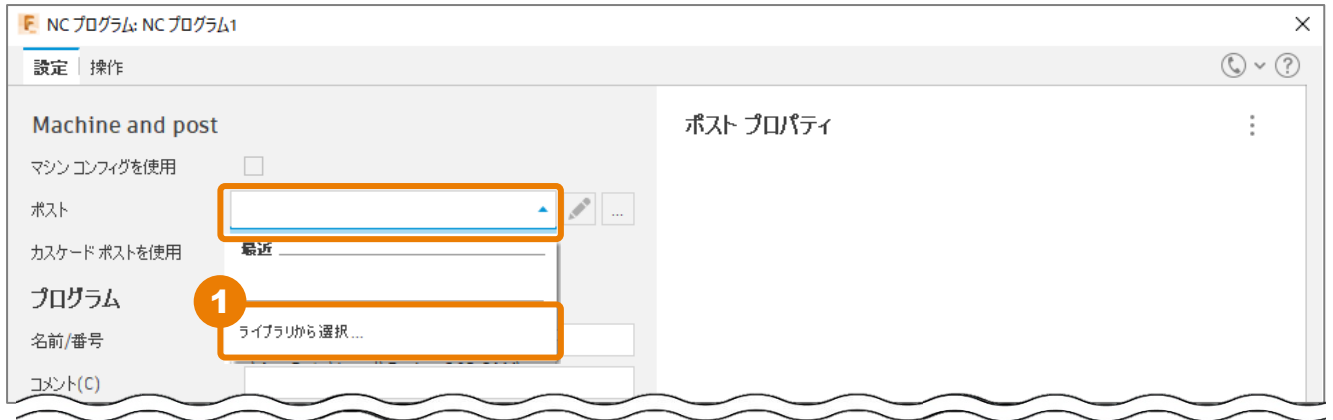 NC プログラム: NC プログラム1
設定 操作
Machine and post
ポスト プロパティ
マシン コンフィグを使用
ポスト
...
カスケード ポストを使用
最近
プログラム
1
ライブラリから選択...
名前/番号
コメント(C)